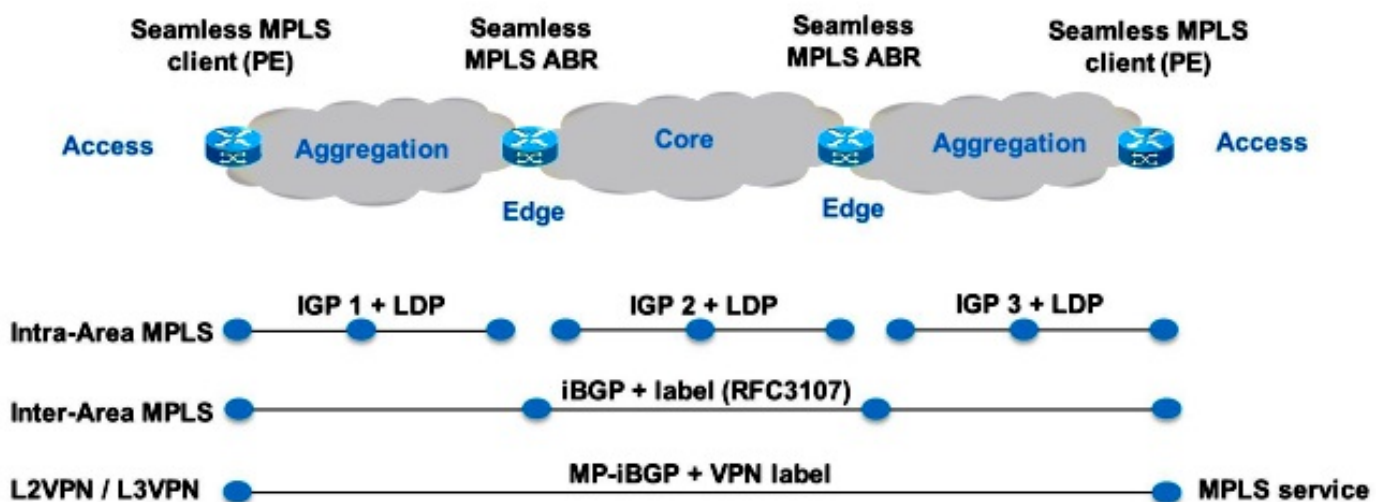 Seamless MPLS
client (PE)
Seamless
MPLS ABR
Seamless
MPLS ABR
Seamless MPLS
client (PE)
Access
Aggregation
Core
Aggregation
Access
Edge
Edge
IGP 1 + LDP
IGP 2 + LDP
IGP 3 + LDP
Intra-Area MPLS
iBGP + label (RFC3107)
Inter-Area MPLS
MP-iBGP + VPN label
L2VPN / L3VPN
MPLS service